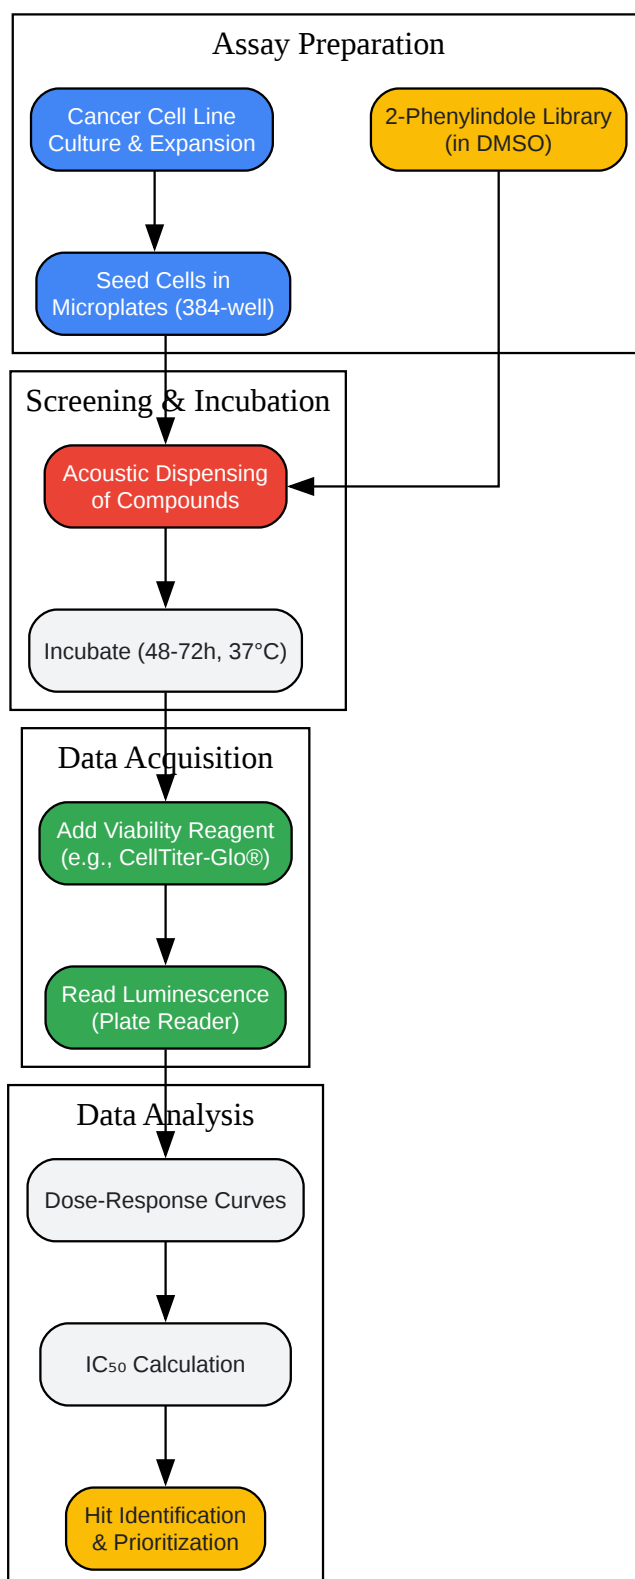 Assay Preparation
Cancer Cell Line
Culture & Expansion
2-Phenylindole Library
(in DMSO)
Seed Cells in
Microplates (384-well)
Screening & Incubation
Acoustic Dispensing
of Compounds
Incubate (48-72h, 37°C)
Data Acquisition
Add Viability Reagent
(e.g., CellTiter-Glo®)
Read Luminescence
(Plate Reader)
Data Analysis
Dose-Response Curves
IC₅₀ Calculation
Hit Identification
& Prioritization